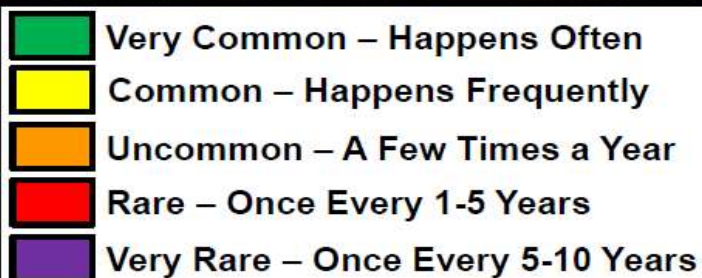 Very Common – Happens Often
Common – Happens Frequently
Uncommon – A Few Times a Year
Rare – Once Every 1-5 Years
Very Rare – Once Every 5-10 Years